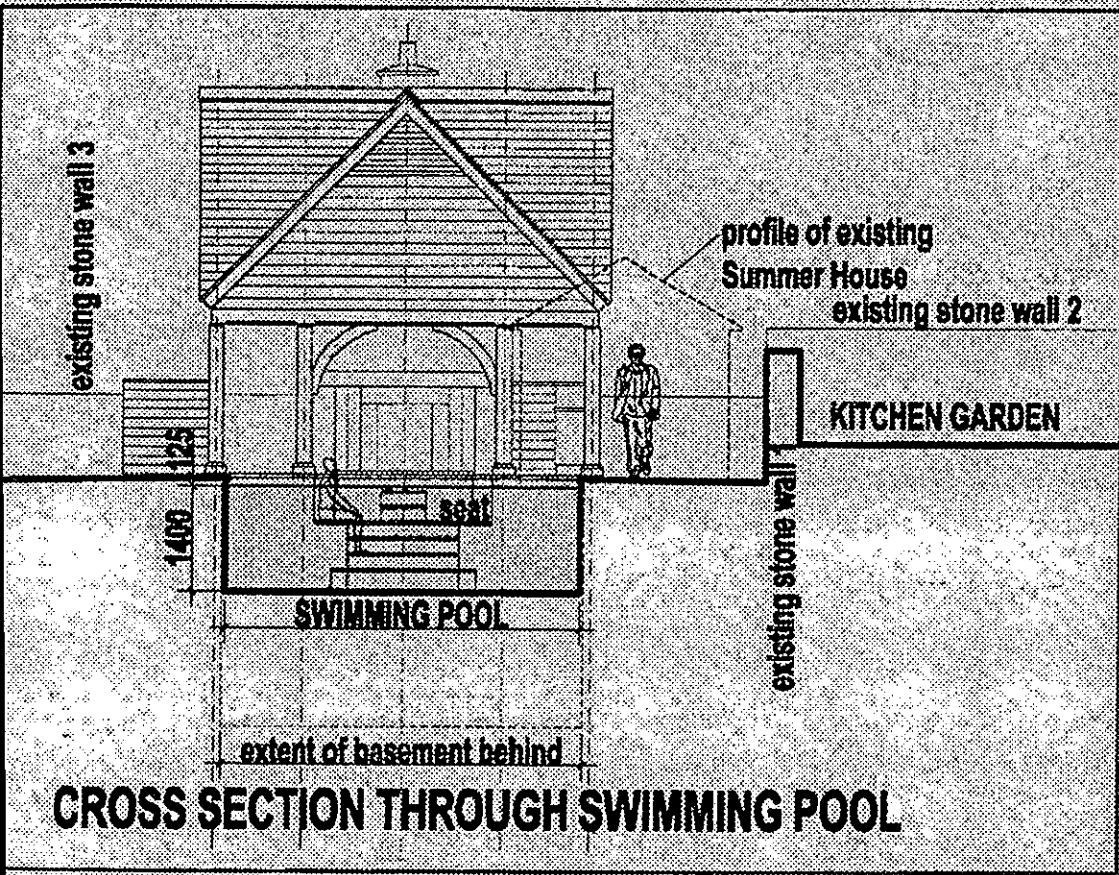 existing stone wall 3
profile of existing
Summer House
existing stone wall 2
KITCHEN GARDEN
125
1400
seat
existing stone wall 1
SWIMMING POOL
extent of basement behind
CROSS SECTION THROUGH SWIMMING POOL